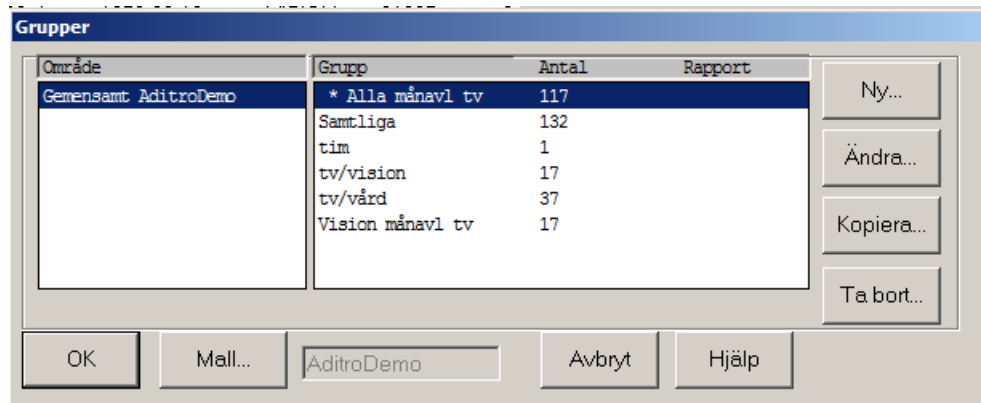 Grupper
Område Grupp Antal Rapport
Gemensamt AditroDemo * Alla månavl tv 117
Samtliga 132
tim 1
tv/vision 17
tv/vård 37
Vision månavl tv 17
Ny...
Ändra...
Kopiera...
Ta bort...
OK Mall... AditroDemo Avbryt Hjälp